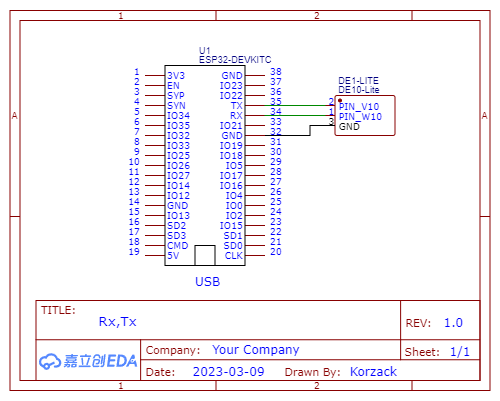 1 2
A A
U1
ESP32-DEVKITC
1 3V3 GND 38
2 EN IO23 37
3 SYP IO22 36
4 SYN TX 35
5 IO34 RX 34
6 IO35 IO21 33
7 IO32 GND 32
8 IO33 IO19 31
9 IO25 IO18 30
10 IO26 IO5 29
11 IO27 IO17 28
12 IO14 IO16 27
13 IO12 IO4 26
14 GND IO0 25
15 IO13 IO2 24
16 SD2 IO15 23
17 SD3 SD1 22
18 CMD SD0 21
19 5V CLK 20
USB
DE1-LITE
DE10-Lite
2 PIN_V10
1 PIN_W10
3 GND
TITLE:
Rx,Tx
REV: 1.0
嘉立创EDA
Company: Your Company
Sheet: 1/1
Date: 2023-03-09 Drawn By: Korzack
1 2